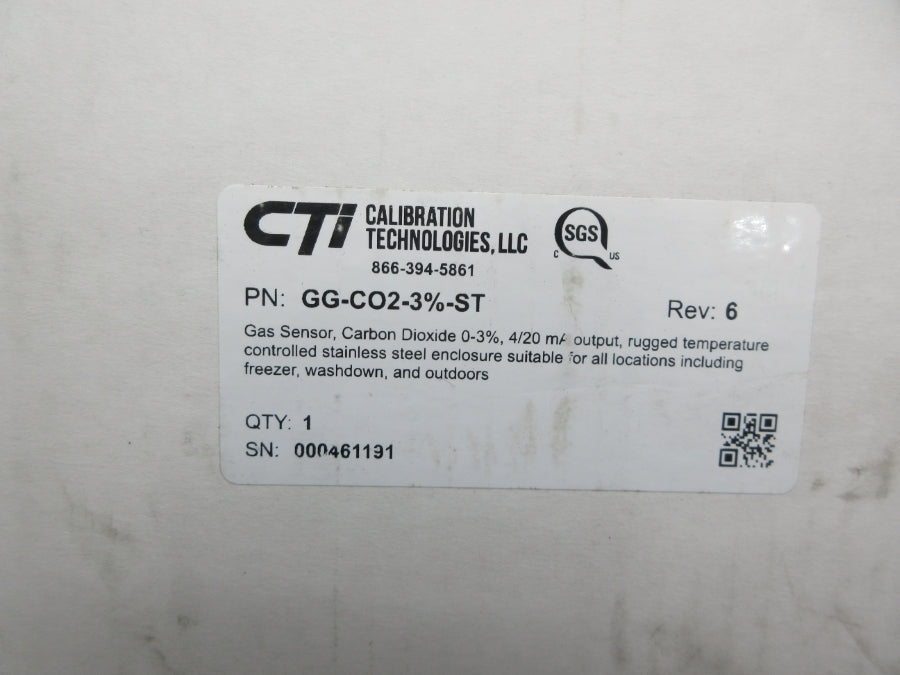 CTi CALIBRATION
TECHNOLOGIES, LLC
866-394-5861
SGS
C US
PN: GG-CO2-3%-ST
Rev: 6
Gas Sensor, Carbon Dioxide 0-3%, 4/20 mA output, rugged temperature
controlled stainless steel enclosure suitable for all locations including
freezer, washdown, and outdoors
QTY: 1
SN: 000461191